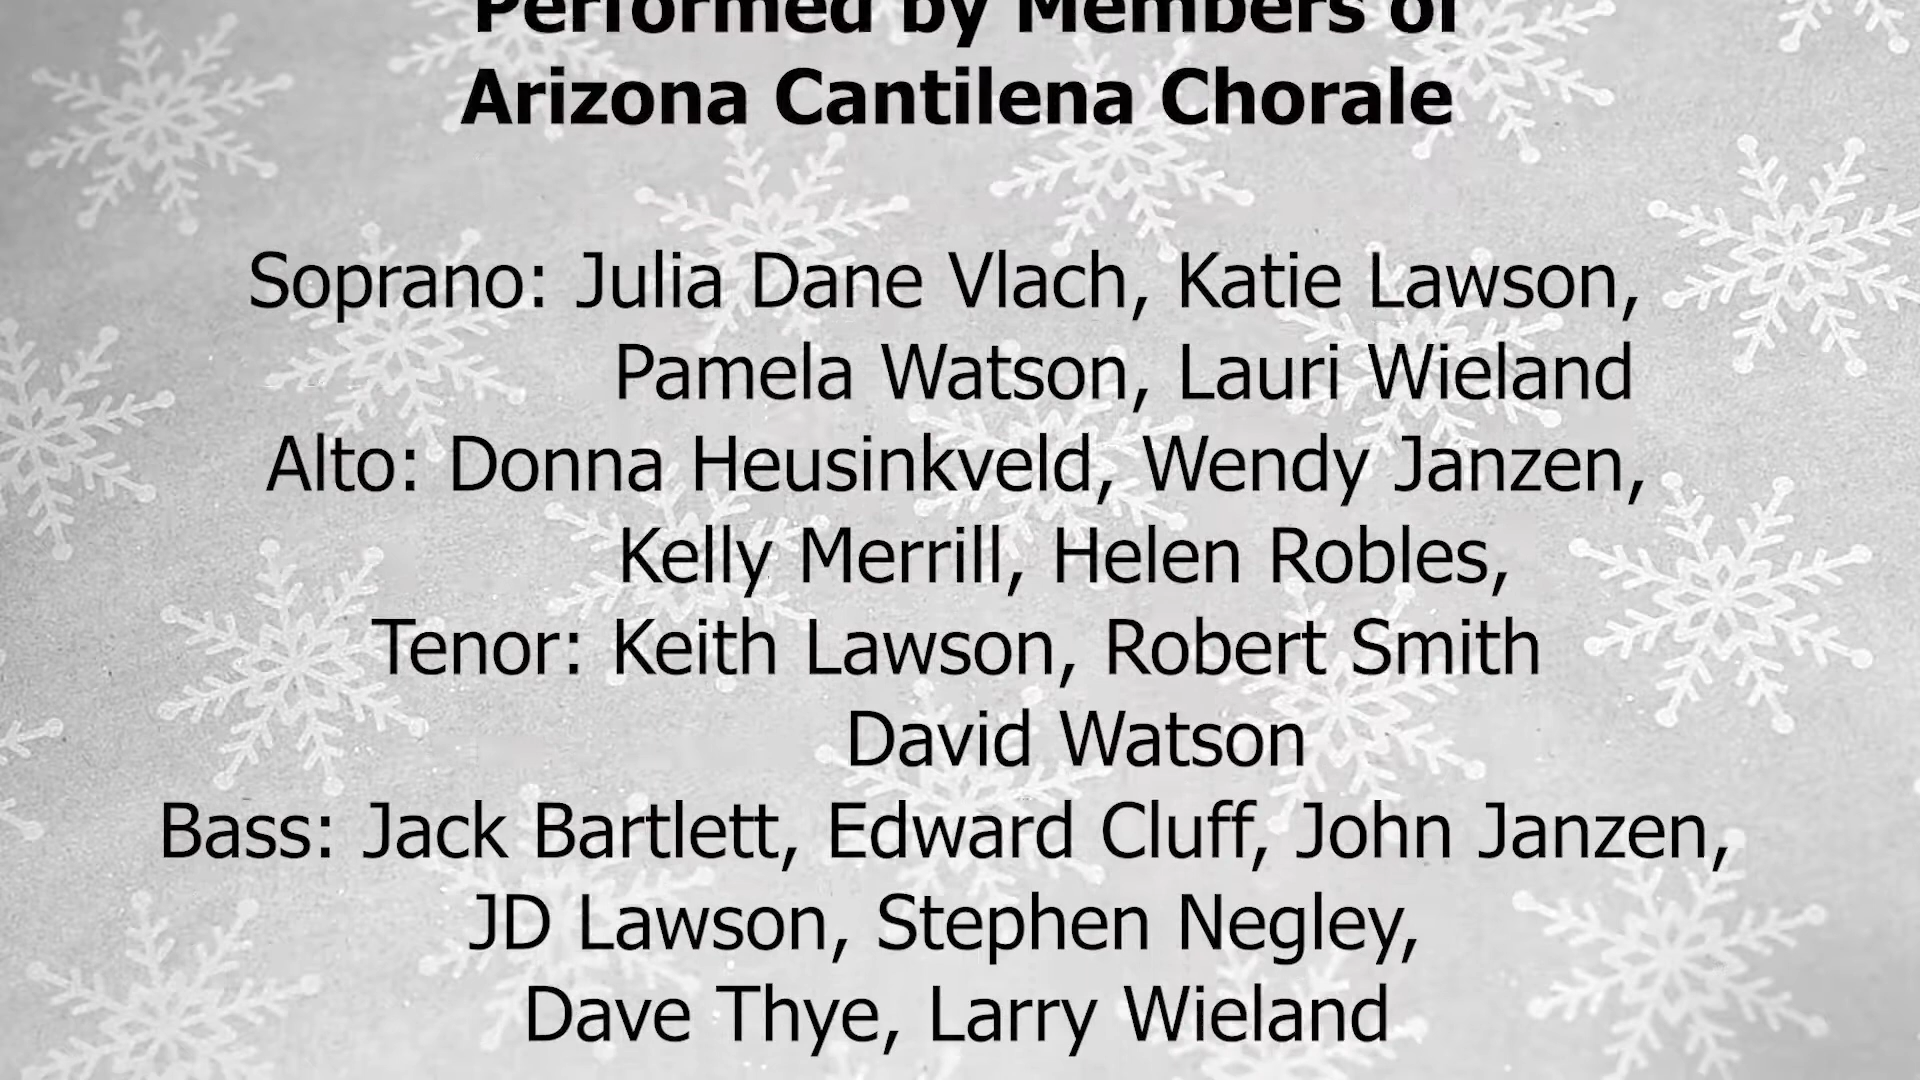 Performed by Members of
Arizona Cantilena Chorale
Soprano: Julia Dane Vlach, Katie Lawson,
Pamela Watson, Lauri Wieland
Alto: Donna Heusinkveld, Wendy Janzen,
Kelly Merrill, Helen Robles,
Tenor: Keith Lawson, Robert Smith
David Watson
Bass: Jack Bartlett, Edward Cluff, John Janzen,
JD Lawson, Stephen Negley,
Dave Thye, Larry Wieland